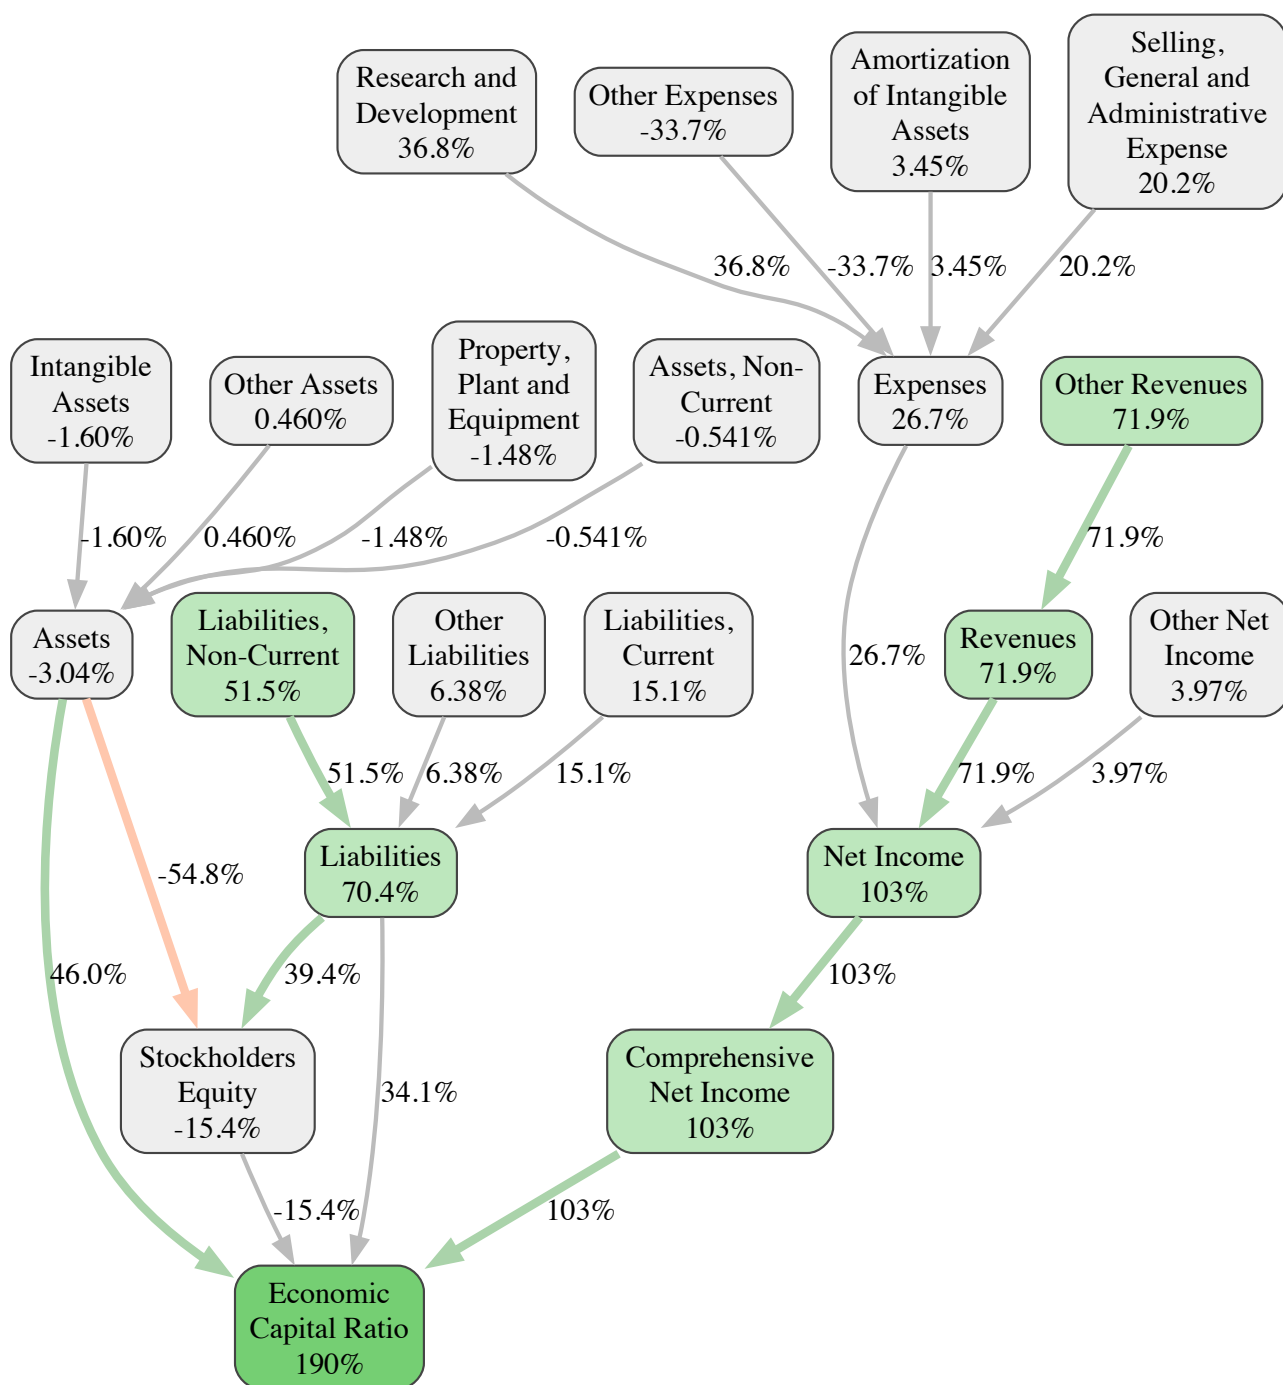 Research and
Development
36.8%
Other Expenses
-33.7%
Amortization
of Intangible
Assets
3.45%
Selling,
General and
Administrative
Expense
20.2%
36.8%
-33.7%
3.45%
20.2%
Intangible
Assets
-1.60%
Other Assets
0.460%
Property,
Plant and
Equipment
-1.48%
Assets, Non-
Current
-0.541%
Expenses
26.7%
Other Revenues
71.9%
-1.60%
0.460%
-1.48%
-0.541%
71.9%
Assets
-3.04%
Liabilities,
Non-Current
51.5%
Other
Liabilities
6.38%
Liabilities,
Current
15.1%
26.7%
Revenues
71.9%
Other Net
Income
3.97%
51.5%
6.38%
15.1%
71.9%
3.97%
-54.8%
Liabilities
70.4%
Net Income
103%
46.0%
39.4%
103%
Stockholders
Equity
-15.4%
34.1%
Comprehensive
Net Income
103%
-15.4%
103%
Economic
Capital Ratio
190%